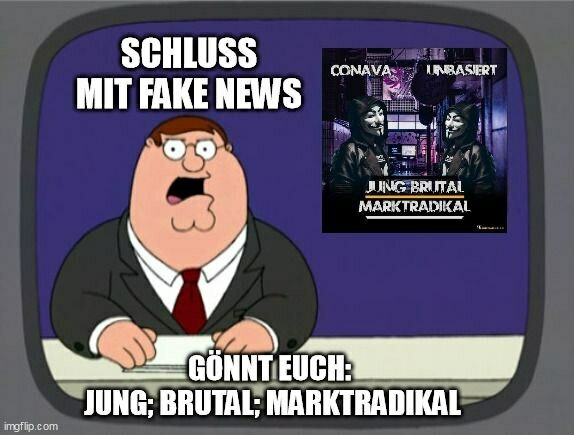 SCHLUSS
MIT FAKE NEWS
CONAVA UNBASIERT
JUNG BRUTAL
MARKTRADIKAL
GÖNNT EUCH:
JUNG; BRUTAL; MARKTRADIKAL
imgflip.com